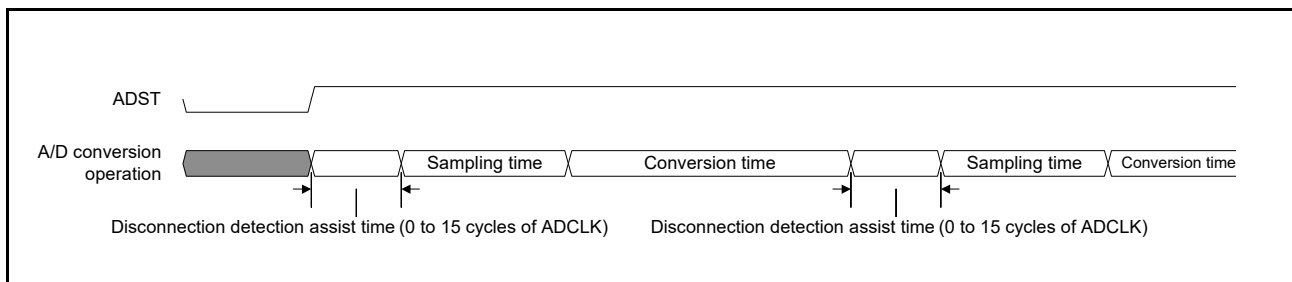 ADST
A/D conversion
operation
Sampling time
Conversion time
Sampling time
Conversion time
Disconnection detection assist time (0 to 15 cycles of ADCLK)
Disconnection detection assist time (0 to 15 cycles of ADCLK)